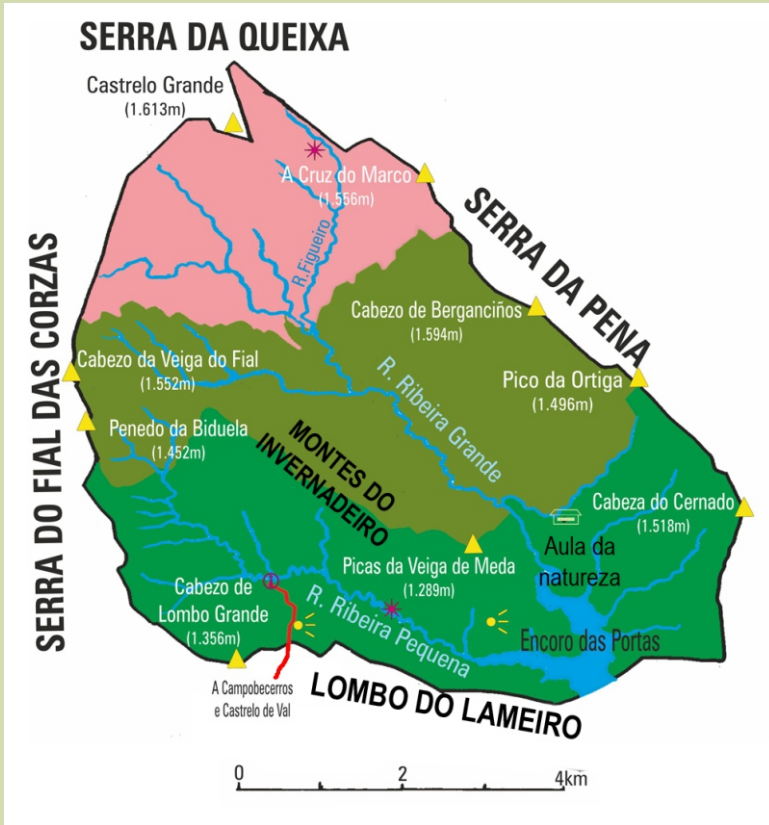 SERRA DA QUEIXA
Castrelo Grande
(1.613m)
A Cruz do Marco
(1.556m)
SERRA DA PENA
R.Figueiro
SERRA DO FIAL DAS CORZAS
Cabezo de Berganciños
(1.594m)
Cabezo da Veiga do Fial
(1.552m)
R. Ribeira Grande
Pico da Ortiga
(1.496m)
Penedo da Biduela
(1.452m)
MONTES DO
INVERNADEIRO
Cabeza do Cernado
(1.518m)
Aula da
natureza
Picas da Veiga de Meda
(1.289m)
Cabezo de
Lombo Grande
(1.356m)
R. Ribeira Pequena
Encoro das Portas
A Campobecerros
e Castrelo de Val
LOMBO DO LAMEIRO
0 2 4km